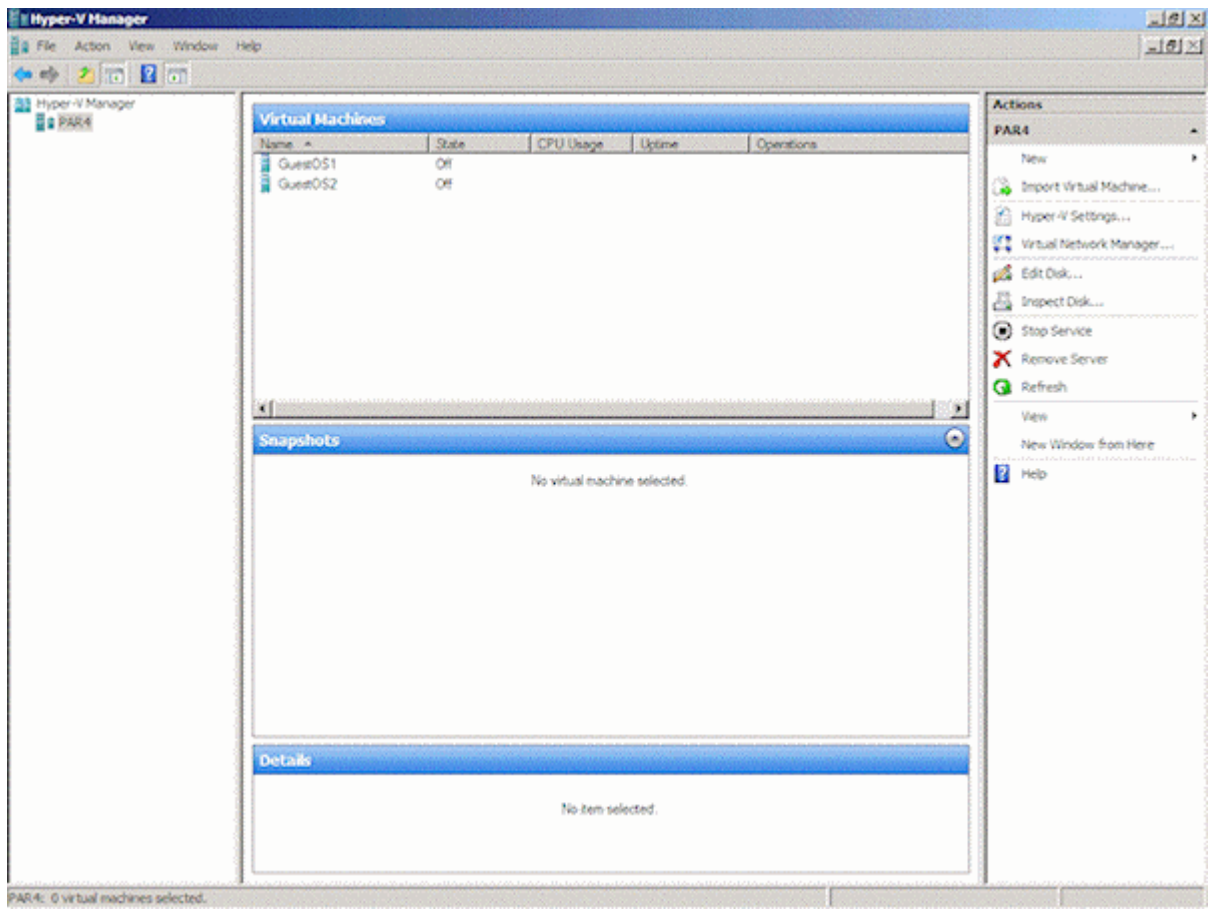 Hyper-V Manager
File Action View Window Help
Hyper-V Manager
PAR4
Virtual Machines
Name State CPU Usage Uptime Operations
GuestOS1 Off
GuestOS2 Off
Snapshots
No virtual machine selected.
Details
No item selected.
Actions
PAR4
New
Import Virtual Machine...
Hyper-V Settings...
Virtual Network Manager...
Edit Disk...
Inspect Disk...
Stop Service
Remove Server
Refresh
View
New Window from Here
Help
PAR4: 0 virtual machines selected.